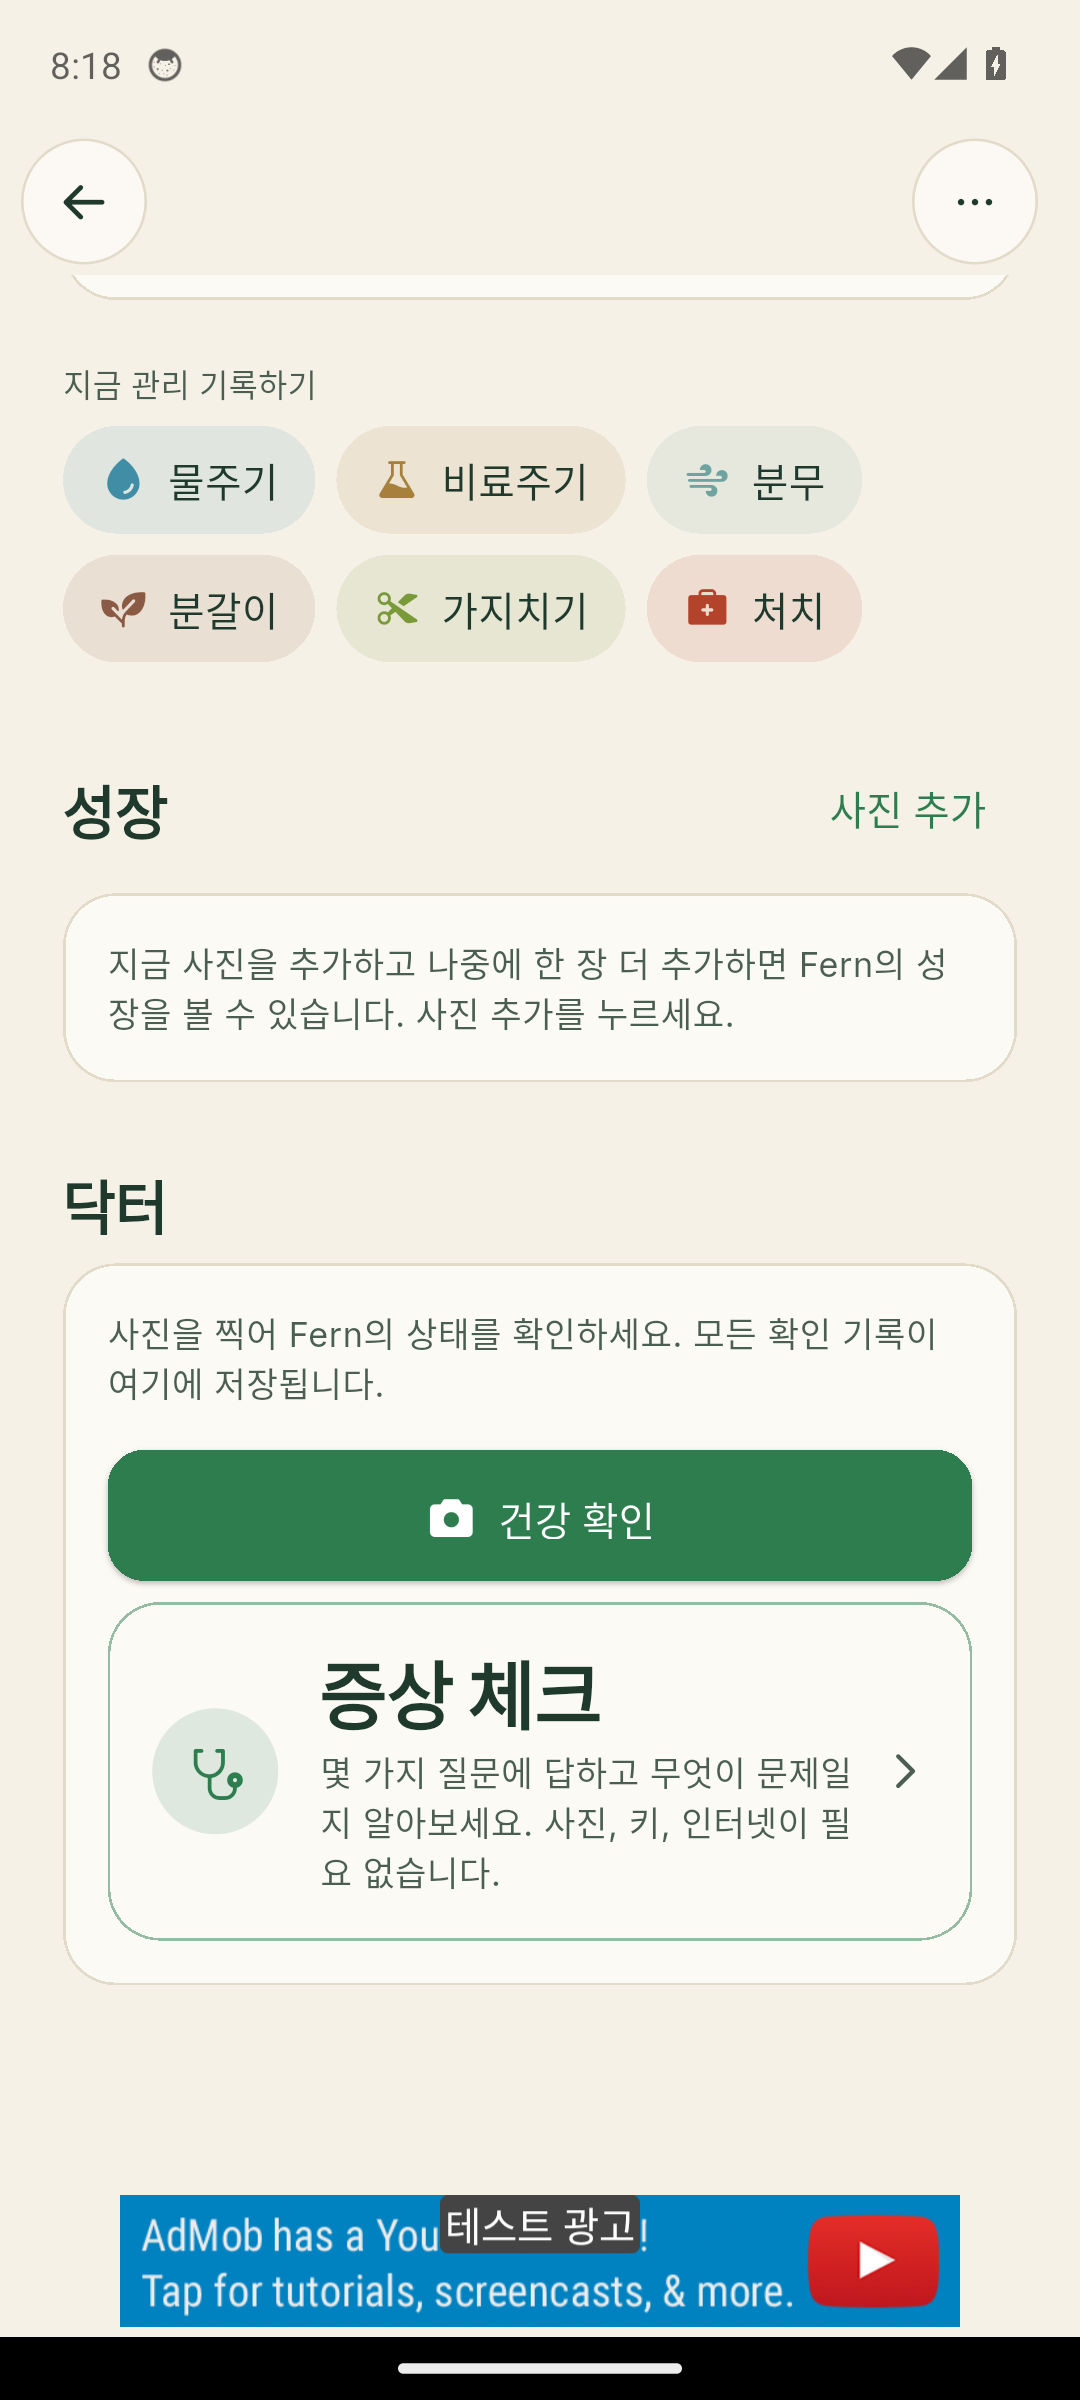 8:18
지금 관리 기록하기
물주기
비료주기
분무
분갈이
가지치기
처치
성장
사진 추가
지금 사진을 추가하고 나중에 한 장 더 추가하면 Fern의 성
장을 볼 수 있습니다. 사진 추가를 누르세요.
닥터
사진을 찍어 Fern의 상태를 확인하세요. 모든 확인 기록이
여기에 저장됩니다.
건강 확인
증상 체크
몇 가지 질문에 답하고 무엇이 문제일
지 알아보세요. 사진, 키, 인터넷이 필
요 없습니다.
테스트 광고
AdMob has a You !
Tap for tutorials, screencasts, & more.